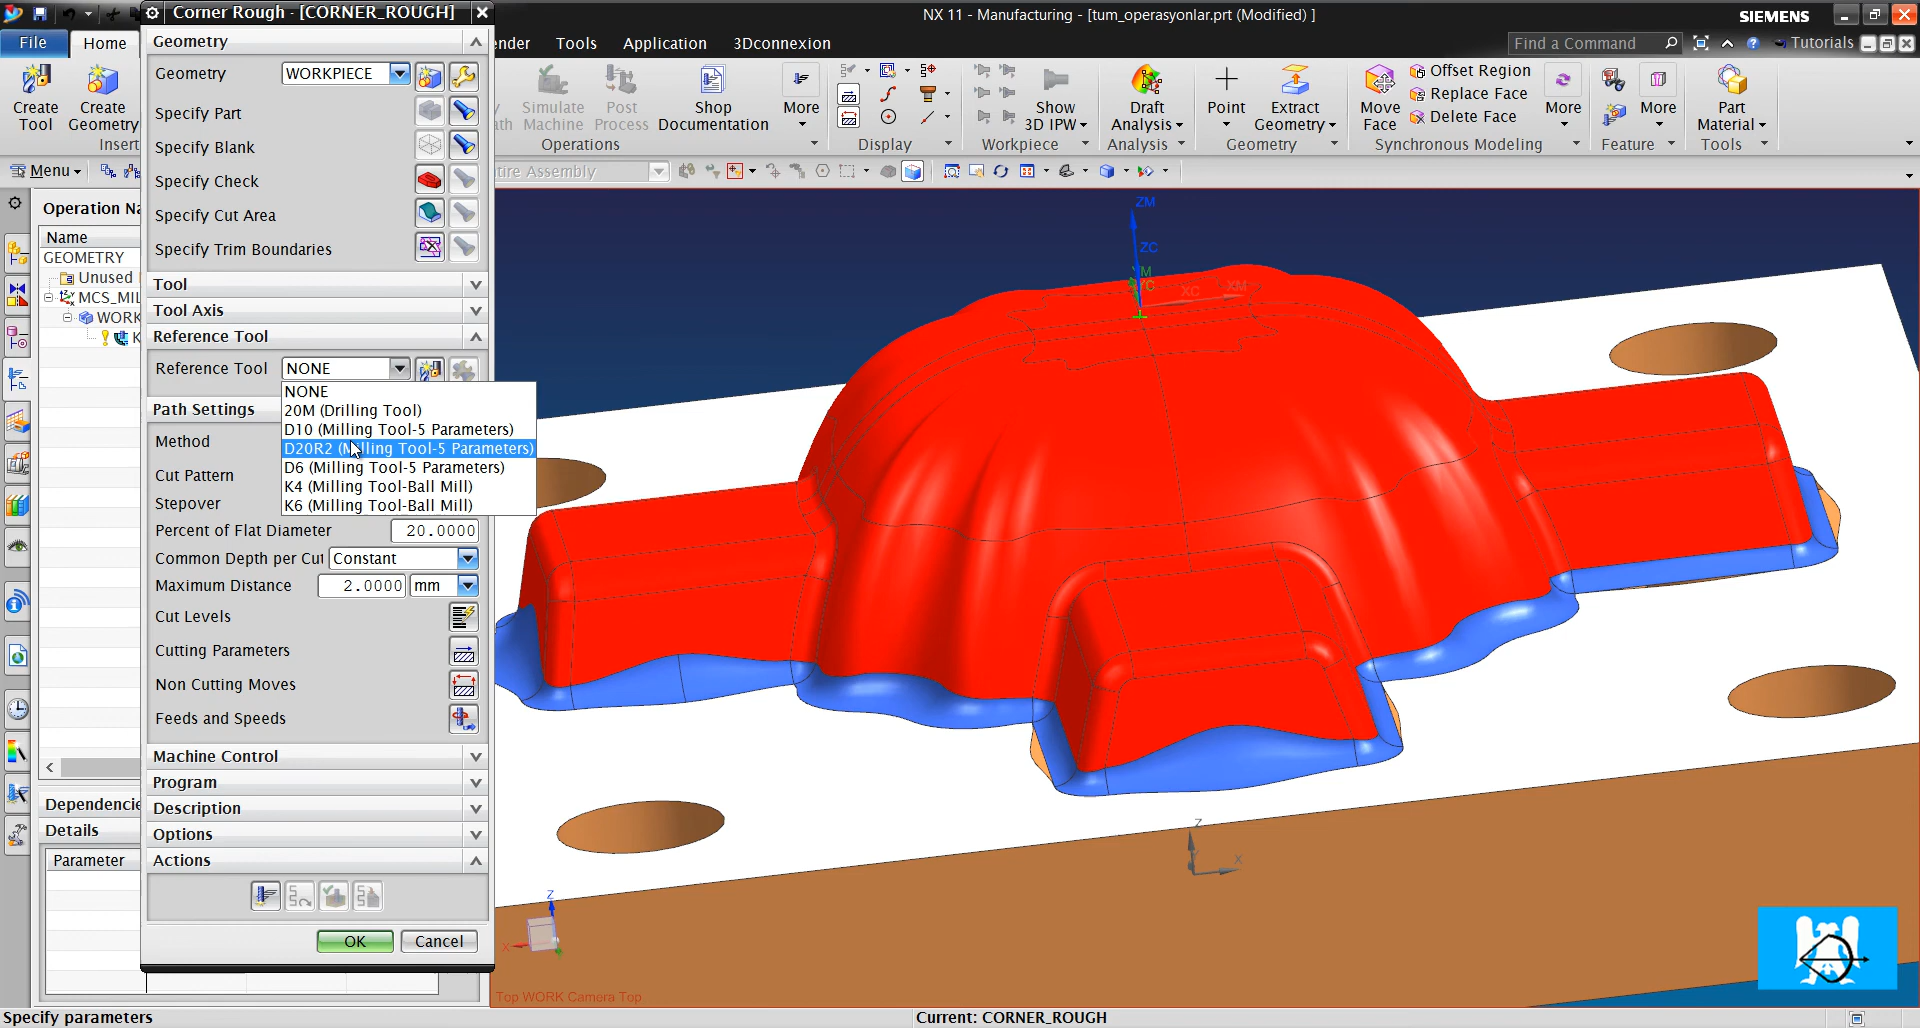 Corner Rough - [CORNER_ROUGH]
NX 11 - Manufacturing - [tum_operasyonlar.prt (Modified) ]
SIEMENS
File
Home
ender
Tools
Application
3Dconnexion
Find a Command
Tutorials
Create
Tool
Create
Geometry
Insert
Simulate
Machine
Post
Process
Shop
Documentation
More
Operations
Display
Show
3D IPW
Workpiece
Draft
Analysis
Analysis
Point
Extract
Geometry
Geometry
Move
Face
Offset Region
Replace Face
Delete Face
More
Synchronous Modeling
More
Feature
Part
Material
Tools
Menu
tire Assembly
Operation Na
Name
GEOMETRY
Unused
MCS_MIL
WORK
K
Dependencie
Details
Parameter
Geometry
Geometry
WORKPIECE
Specify Part
Specify Blank
Specify Check
Specify Cut Area
Specify Trim Boundaries
Tool
Tool Axis
Reference Tool
Reference Tool
NONE
NONE
20M (Drilling Tool)
D10 (Milling Tool-5 Parameters)
D20R2 (Milling Tool-5 Parameters)
D6 (Milling Tool-5 Parameters)
K4 (Milling Tool-Ball Mill)
K6 (Milling Tool-Ball Mill)
Path Settings
Method
Cut Pattern
Stepover
Percent of Flat Diameter
20.0000
Common Depth per Cut
Constant
Maximum Distance
2.0000
mm
Cut Levels
Cutting Parameters
Non Cutting Moves
Feeds and Speeds
Machine Control
Program
Description
Options
Actions
OK
Cancel
ZM
ZC
YM
YC
XC
XM
Z
X
Z
X
Top WORK Camera Top
Specify parameters
Current: CORNER_ROUGH